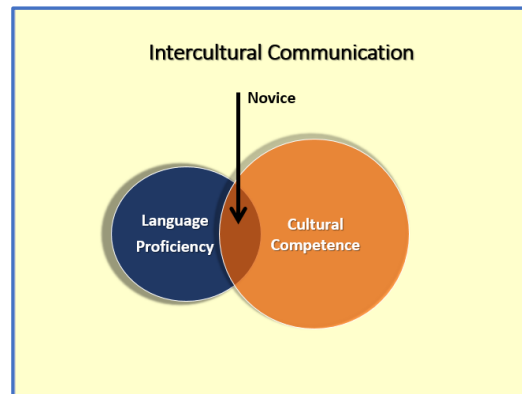 Intercultural Communication
Novice
Language
Proficiency
Cultural
Competence